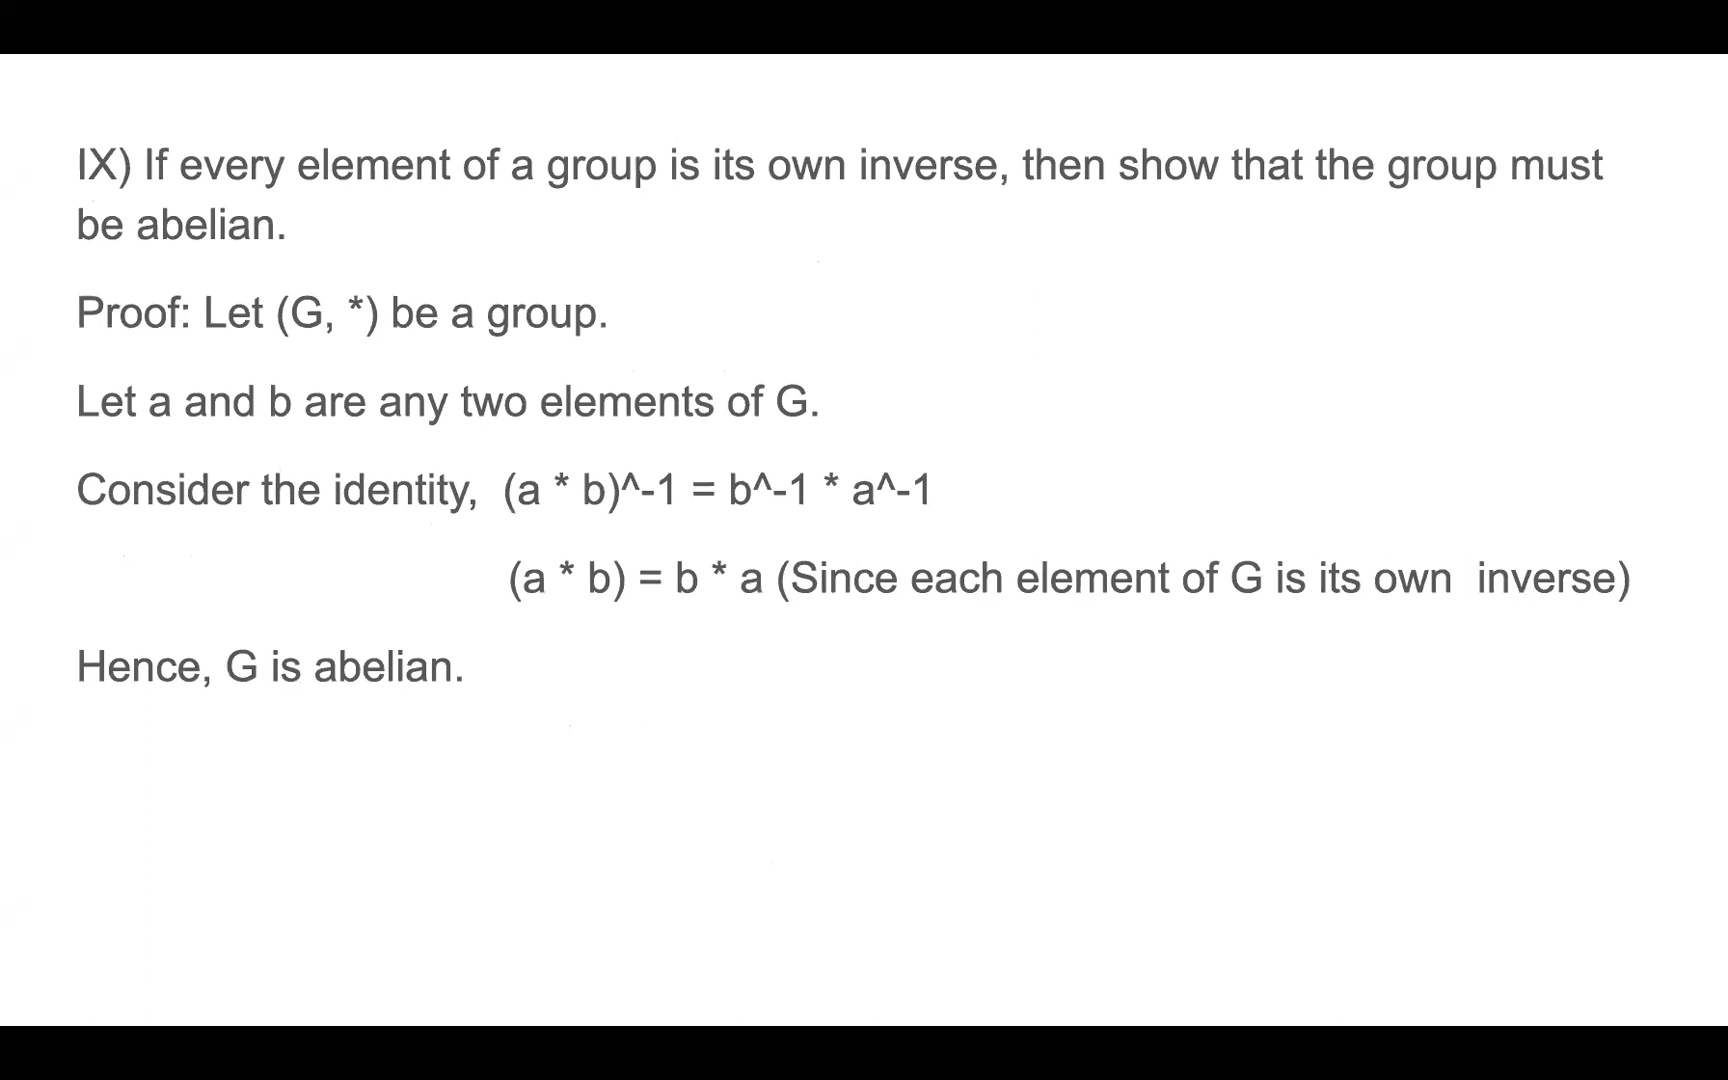 IX) If every element of a group is its own inverse, then show that the group must
be abelian.
Proof: Let (G, *) be a group.
Let a and b are any two elements of G.
Consider the identity,  (a * b)^-1 = b^-1 * a^-1
(a * b) = b * a (Since each element of G is its own  inverse)
Hence, G is abelian.